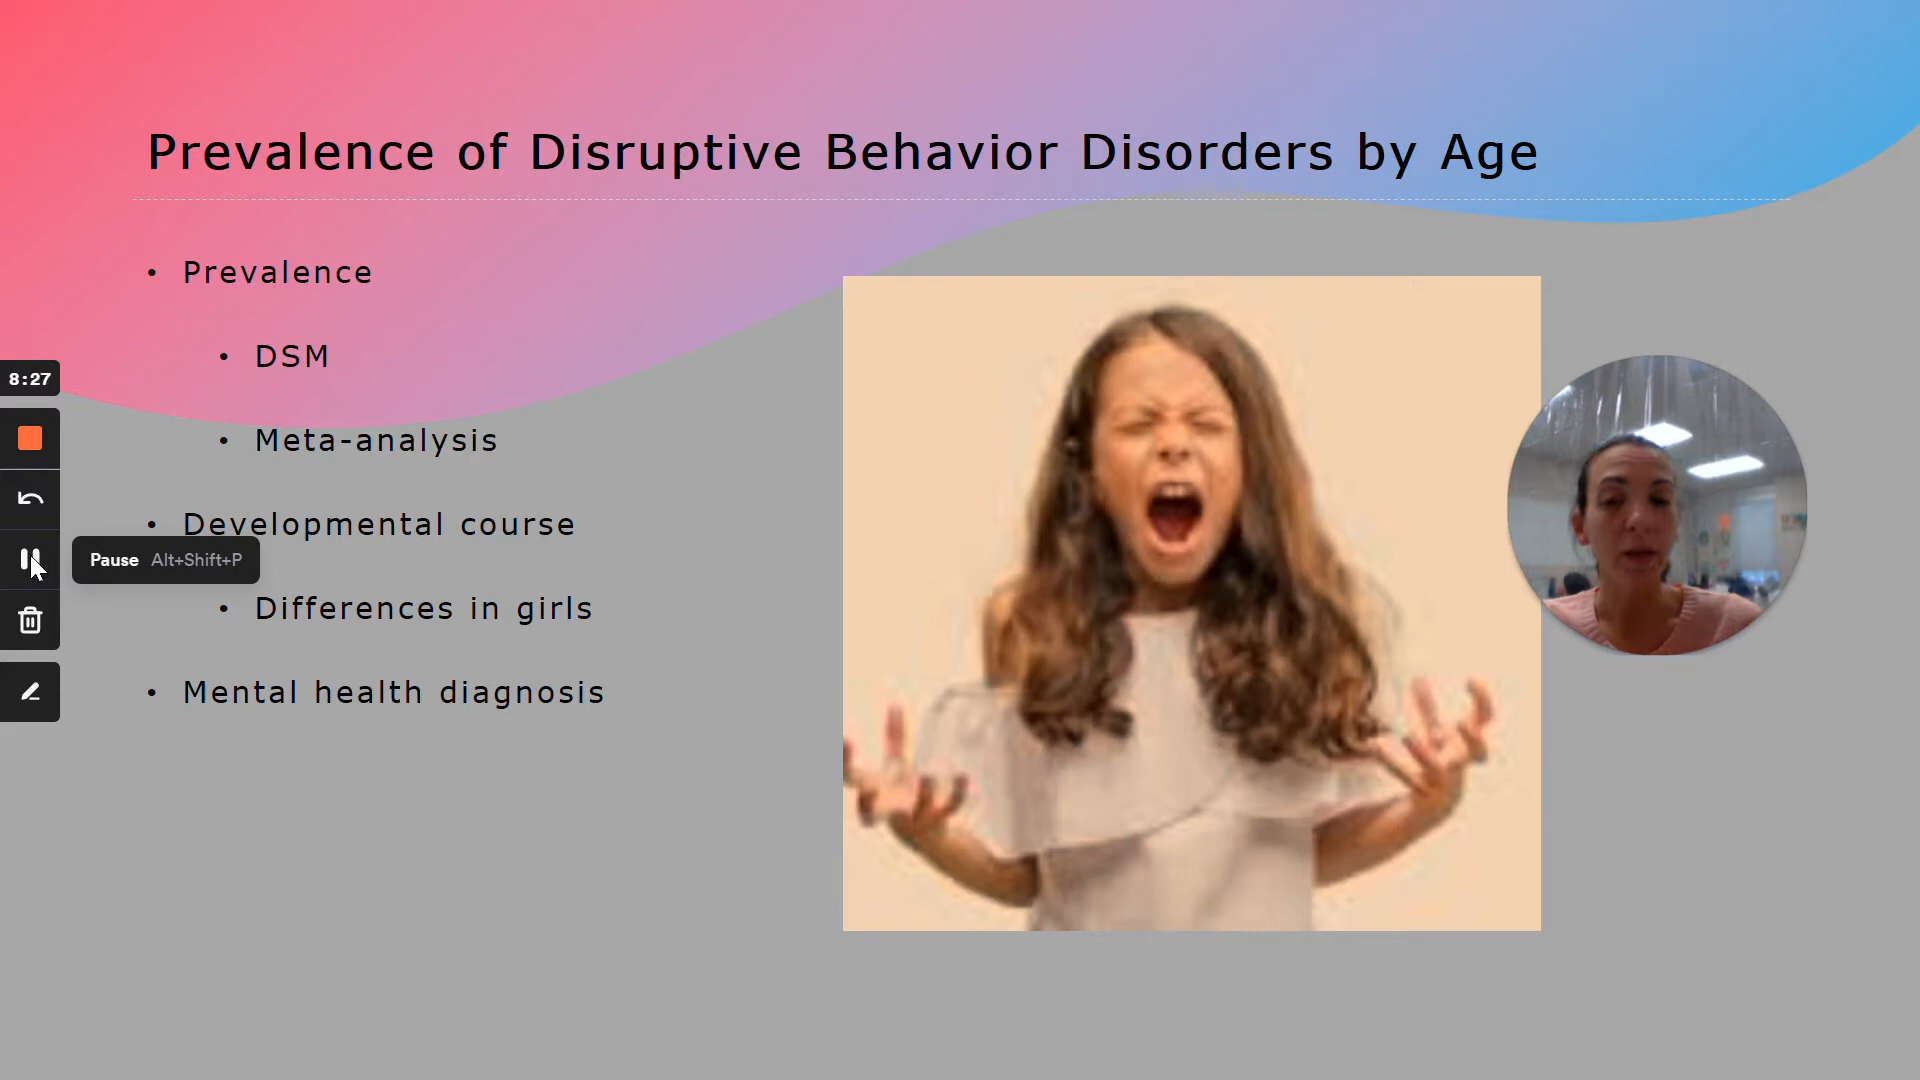 Prevalence of Disruptive Behavior Disorders by Age
• Prevalence
• DSM
• Meta-analysis
• Developmental course
• Differences in girls
• Mental health diagnosis
8:27
Pause Alt+Shift+P